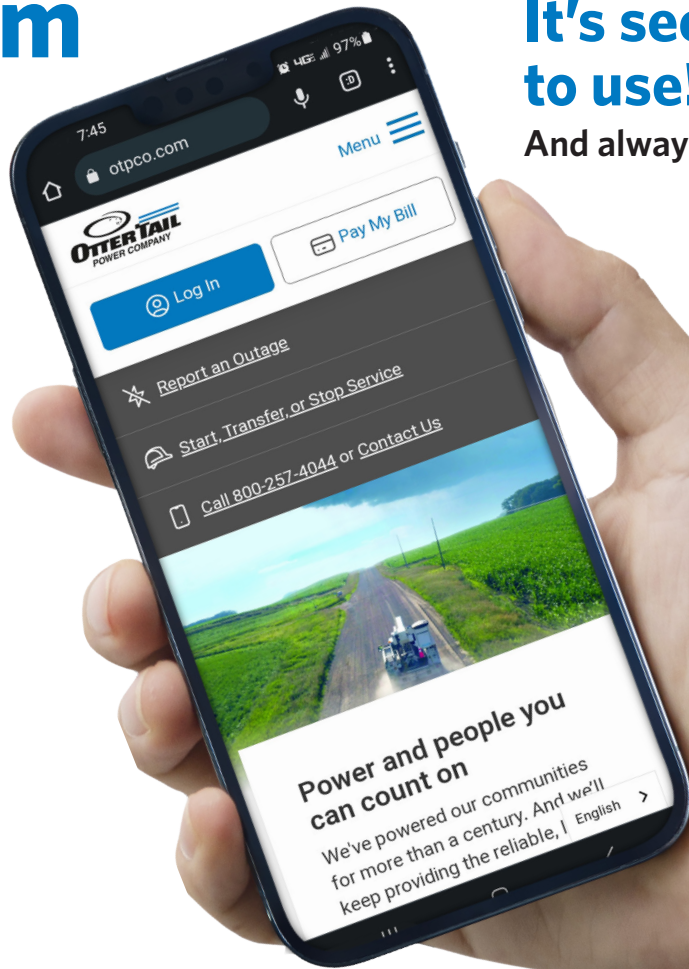 m
It's sec
to use!
And alway
7:45
4GE 97%
:D
otpco.com
Menu
OTTER TAIL
POWER COMPANY
Log In
Pay My Bill
Report an Outage
Start, Transfer, or Stop Service
Call 800-257-4044 or Contact Us
Power and people you
can count on
We've powered our communities
for more than a century. And we'll
keep providing the reliable, l
English